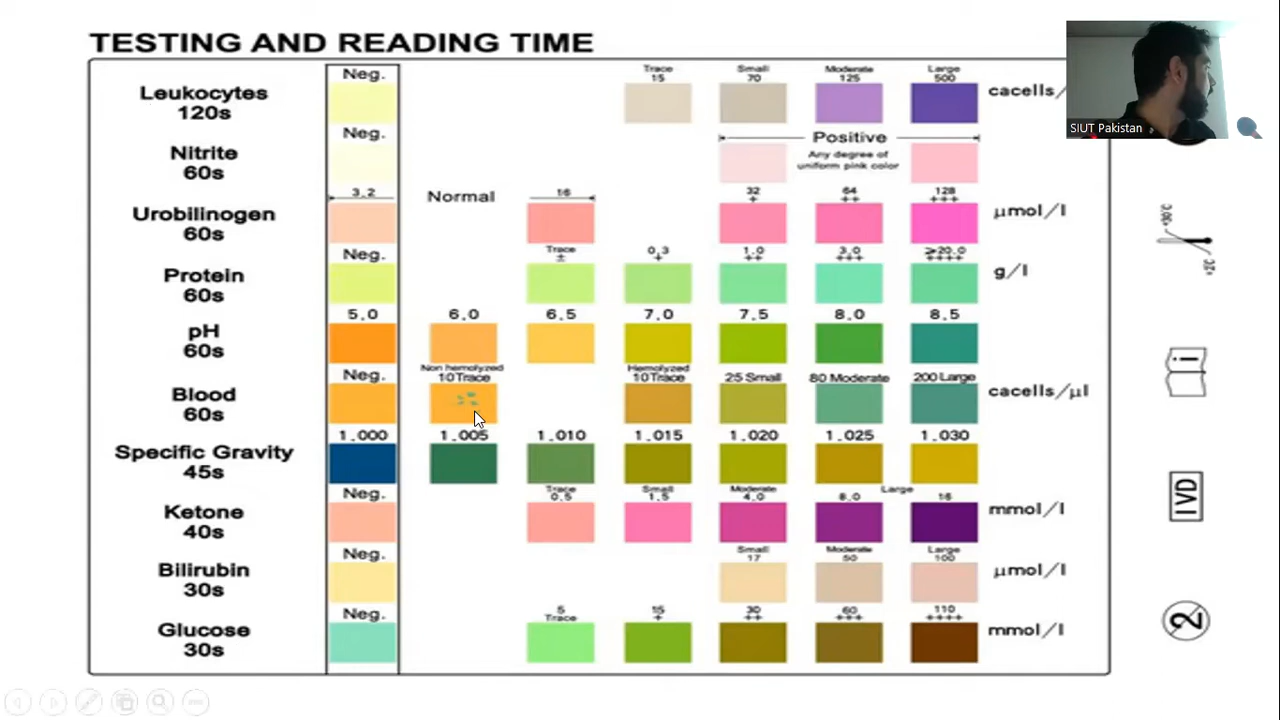 TESTING AND READING TIME
Neg. Trace Small Moderate Large
15 70 125 500
Leukocytes cacells/
120s
SIUT Pakistan
Neg. Positive
Nitrite Any degree of
60s uniform pink color
3.2 Normal 16 32 64 128
+ ++ +++
Urobilinogen µmol/l
60s
Neg. Trace 0,3 1.0 3.0 ≥20.0
± + ++ +++ ++++
Protein g/l
60s
5.0 6.0 6.5 7.0 7.5 8.0 8.5
pH
60s
Non hemolyzed Hemolyzed
Neg. 10Trace 10Trace 25 Small 80 Moderate 200 Large
Blood cacells/µl
60s
1.000 1.005 1.010 1.015 1.020 1.025 1.030
Specific Gravity
45s
Neg. Trace Small Moderate Large
0,5 1,5 4,0 8,0 16
Ketone mmol/l
40s
Neg. Small Moderate Large
17 50 100
Bilirubin µmol/l
30s
Neg. 5 15 30 60 110
Trace + ++ +++ ++++
Glucose mmol/l
30s
+30°C
+2°C
i
IVD
2